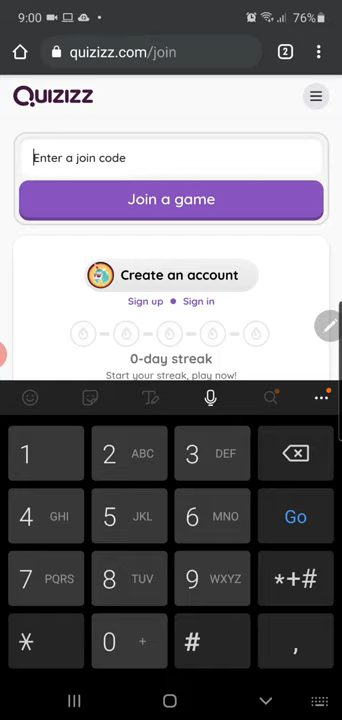 9:00 76%
quizizz.com/join 2
QUIZIZZ
Enter a join code
Join a game
Create an account
Sign up • Sign in
0-day streak
Start your streak, play now!
1 2 ABC 3 DEF
4 GHI 5 JKL 6 MNO Go
7 PQRS 8 TUV 9 WXYZ *+#
* 0 + # ,